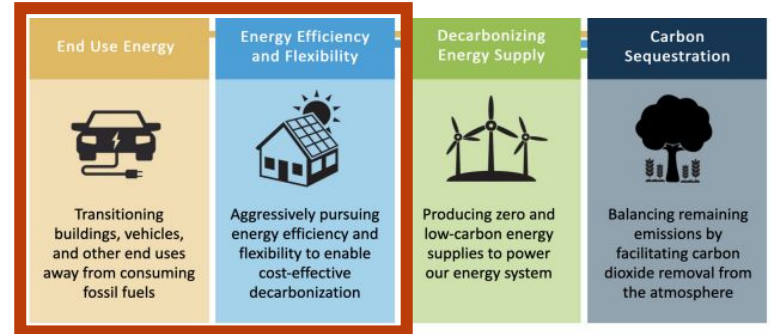 End Use Energy
Transitioning
buildings, vehicles,
and other end uses
away from consuming
fossil fuels
Energy Efficiency
and Flexibility
Aggressively pursuing
energy efficiency and
flexibility to enable
cost-effective
decarbonization
Decarbonizing
Energy Supply
Producing zero and
low-carbon energy
supplies to power
our energy system
Carbon
Sequestration
Balancing remaining
emissions by
facilitating carbon
dioxide removal from
the atmosphere